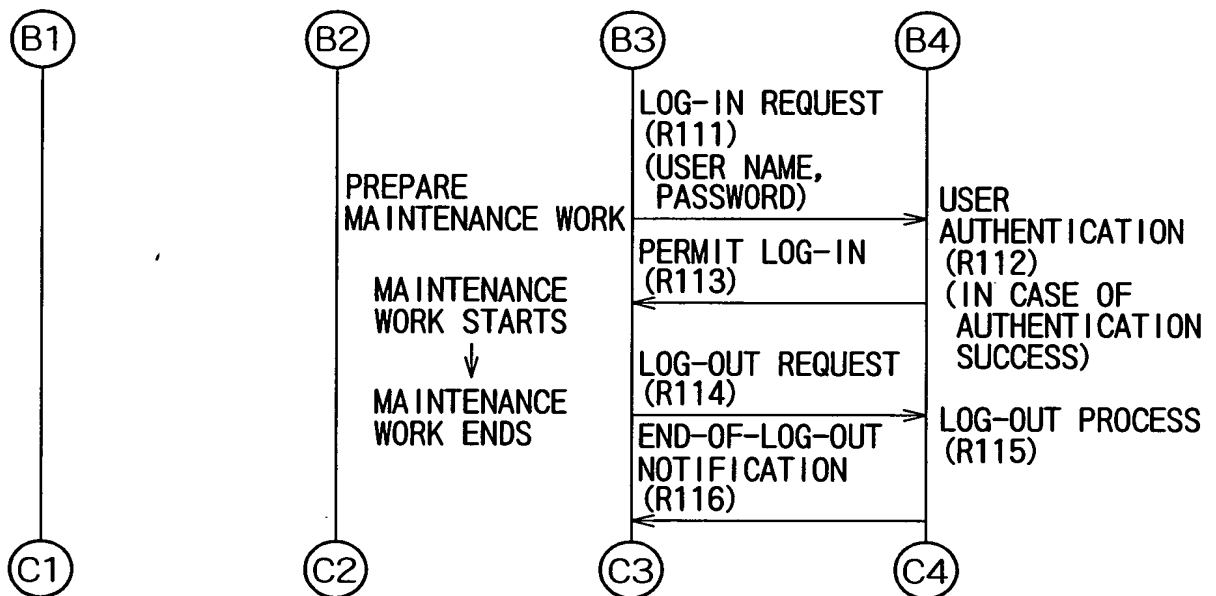 B1
B2
B3
B4
LOG-IN REQUEST
(R111)
(USER NAME,
PASSWORD)
PREPARE
MAINTENANCE WORK
USER
AUTHENTICATION
(R112)
(IN CASE OF
AUTHENTICATION
SUCCESS)
PERMIT LOG-IN
(R113)
MAINTENANCE
WORK STARTS
↓
MAINTENANCE
WORK ENDS
LOG-OUT REQUEST
(R114)
LOG-OUT PROCESS
(R115)
END-OF-LOG-OUT
NOTIFICATION
(R116)
C1
C2
C3
C4